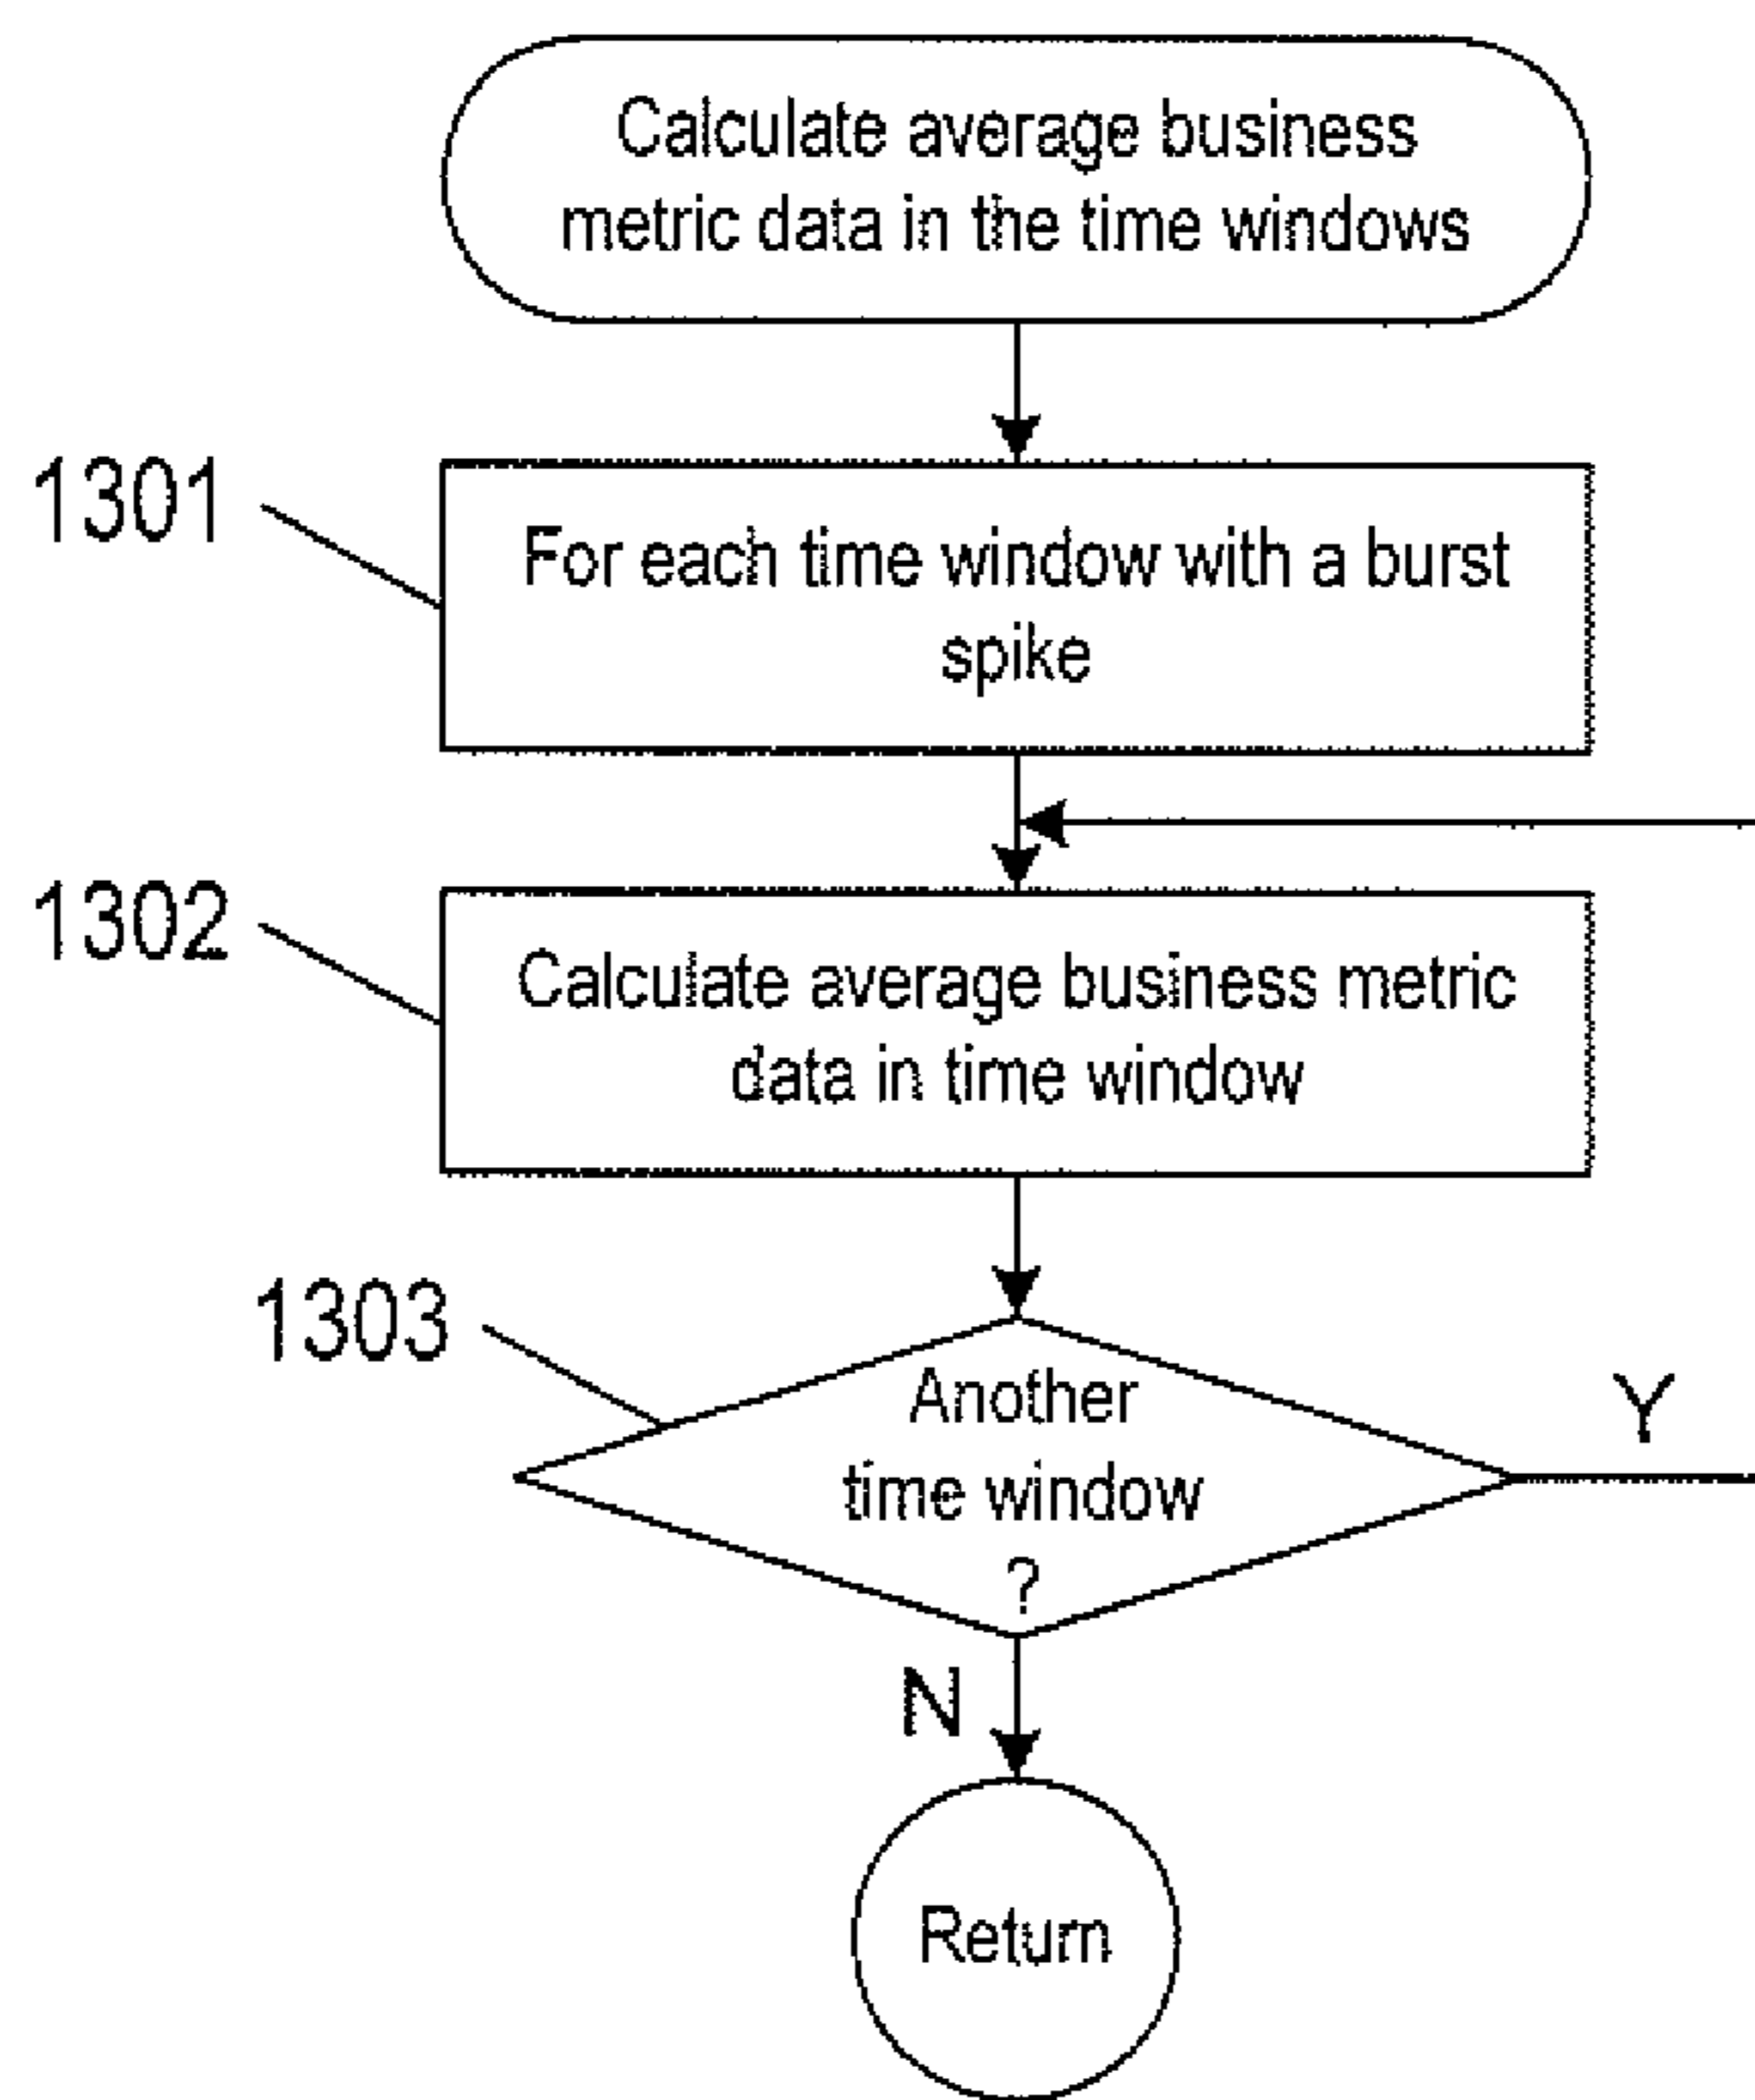 Calculate average business
metric data in the time windows
1301
For each time window with a burst
spike
1302
Calculate average business metric
data in time window
1303
Another
time window
?
Y
N
Return